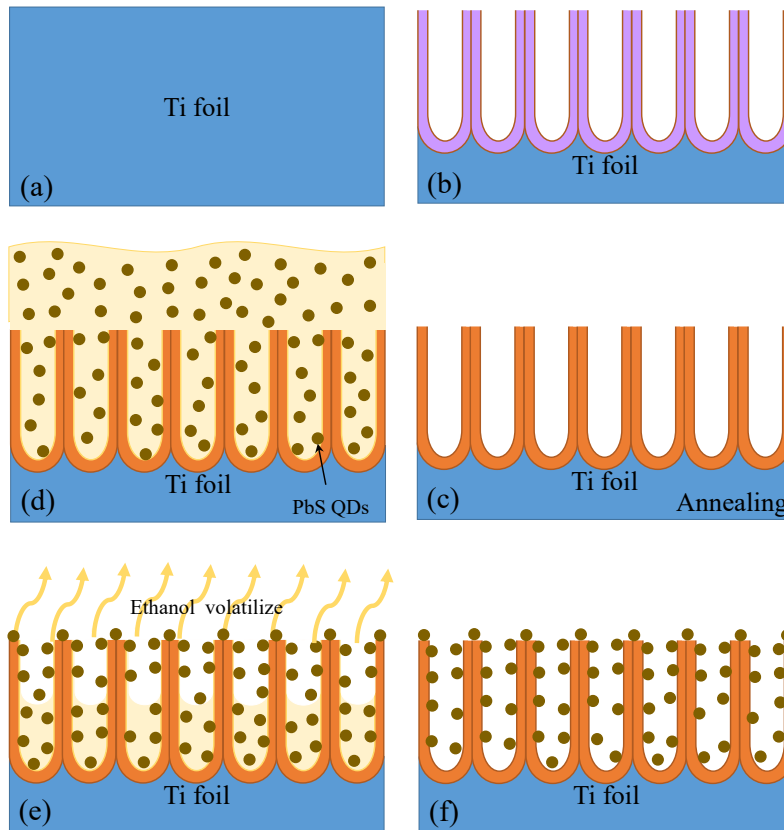 Ti foil
(a)
Ti foil
(b)
Ti foil
PbS QDs
(d)
Ti foil
Annealing
(c)
Ethanol volatilize
Ti foil
(e)
Ti foil
(f)